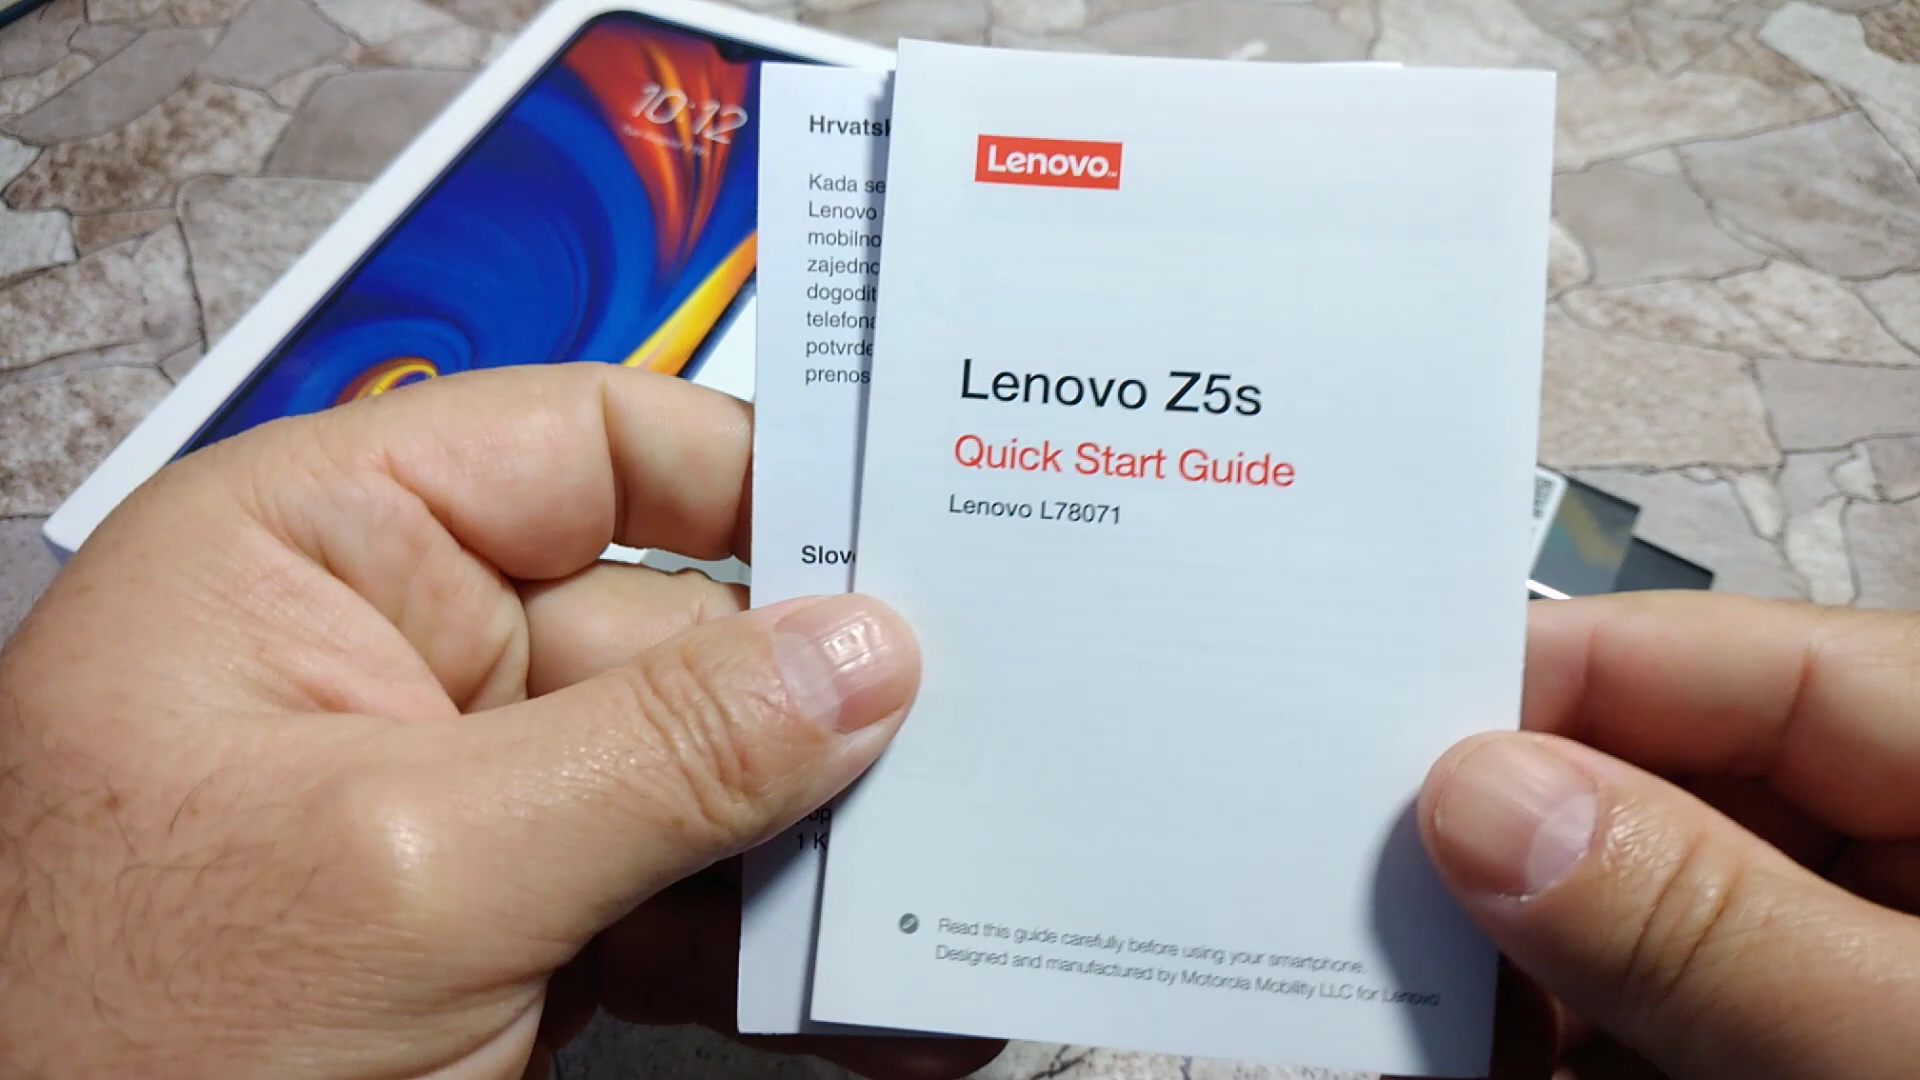 10:12
Hrvatsk
Kada se
Lenovo
mobilno
zajedno
dogodit
telefona
potvrde
prenos
Slov
1 K
Lenovo™
Lenovo Z5s
Quick Start Guide
Lenovo L78071
Read this guide carefully before using your smartphone.
Designed and manufactured by Motorola Mobility LLC for Lenovo